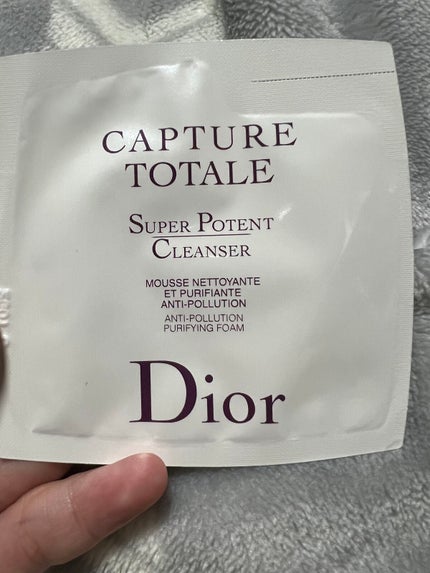 CAPTURE
TOTALE
SUPER POTENT
CLEANSER
MOUSSE NETTOYANTE
ET PURIFIANTE
ANTI-POLLUTION
ANTI-POLLUTION
PURIFYING FOAM
Dior